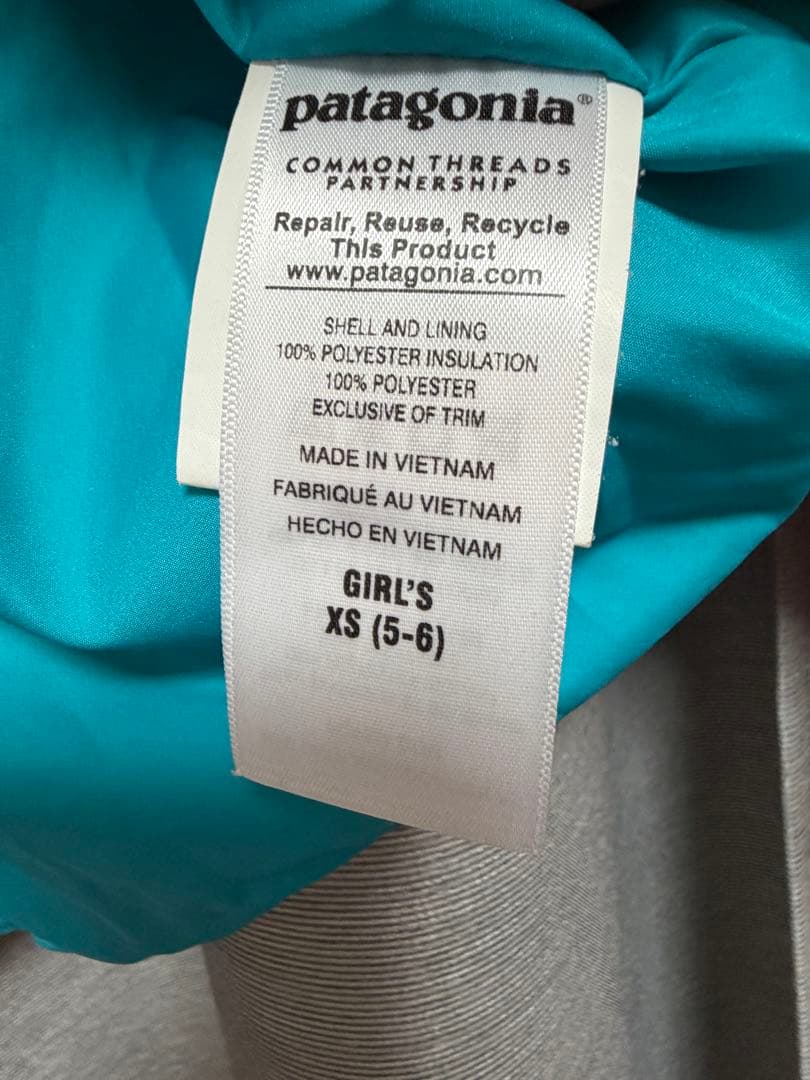 patagonia®
COMMON THREADS
PARTNERSHIP
Repair, Reuse, Recycle
This Product
www.patagonia.com
SHELL AND LINING
100% POLYESTER INSULATION
100% POLYESTER
EXCLUSIVE OF TRIM
MADE IN VIETNAM
FABRIQUÉ AU VIETNAM
HECHO EN VIETNAM
GIRL'S
XS (5-6)